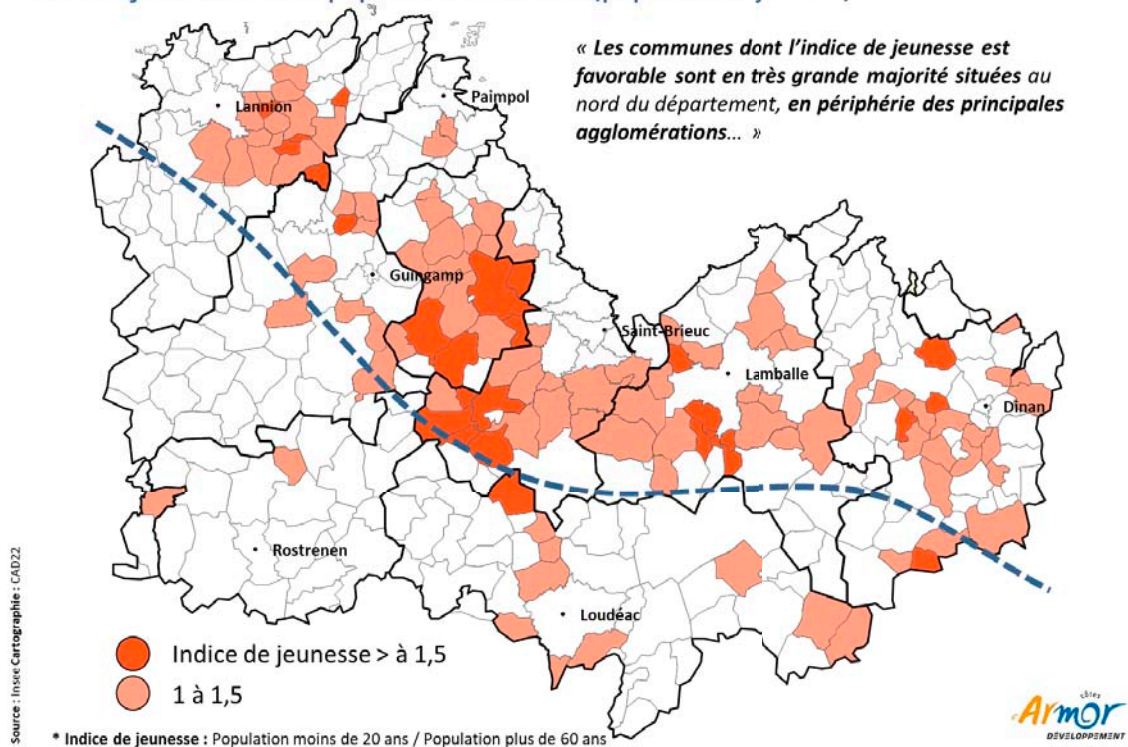 « Les communes dont l'indice de jeunesse est
favorable sont en très grande majorité situées au
nord du département, en périphérie des principales
agglomérations... »
Lannion
Paimpol
Guingamp
Saint-Brieuc
Lamballe
Dinan
Rostrenen
Loudéac
Indice de jeunesse > à 1,5
1 à 1,5
* Indice de jeunesse : Population moins de 20 ans / Population plus de 60 ans
Source : Insee Cartographie : CAD22
côtes
Armor
DÉVELOPPEMENT